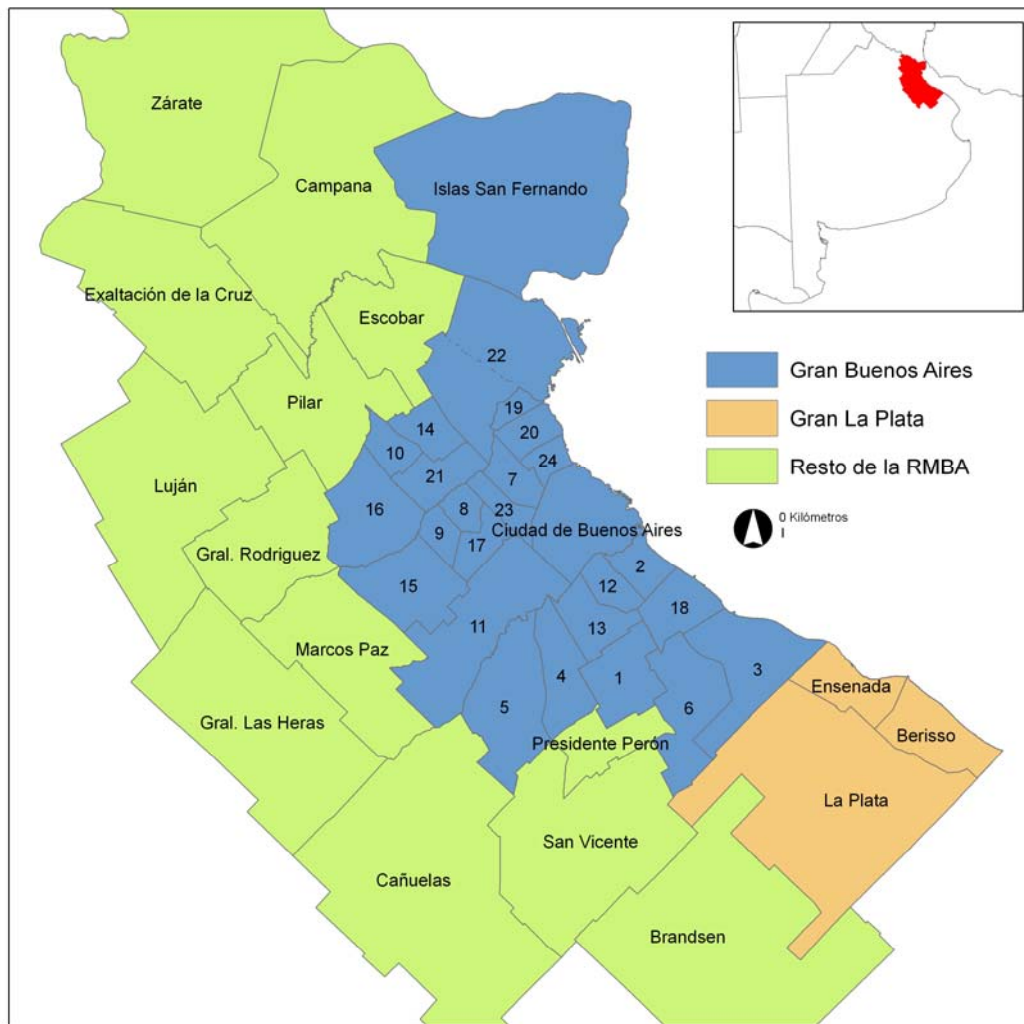 Zárate
Campana
Islas San Fernando
Exaltación de la Cruz
Escobar
22
Gran Buenos Aires
Pilar
19
Gran La Plata
14
20
10
24
Resto de la RMBA
21
7
Luján
16
8
23
0 Kilómetros
9
Ciudad de Buenos Aires
17
Gral. Rodriguez
2
15
12
18
11
13
Marcos Paz
3
4
1
Ensenada
5
6
Gral. Las Heras
Presidente Perón
Berisso
La Plata
San Vicente
Cañuelas
Brandsen